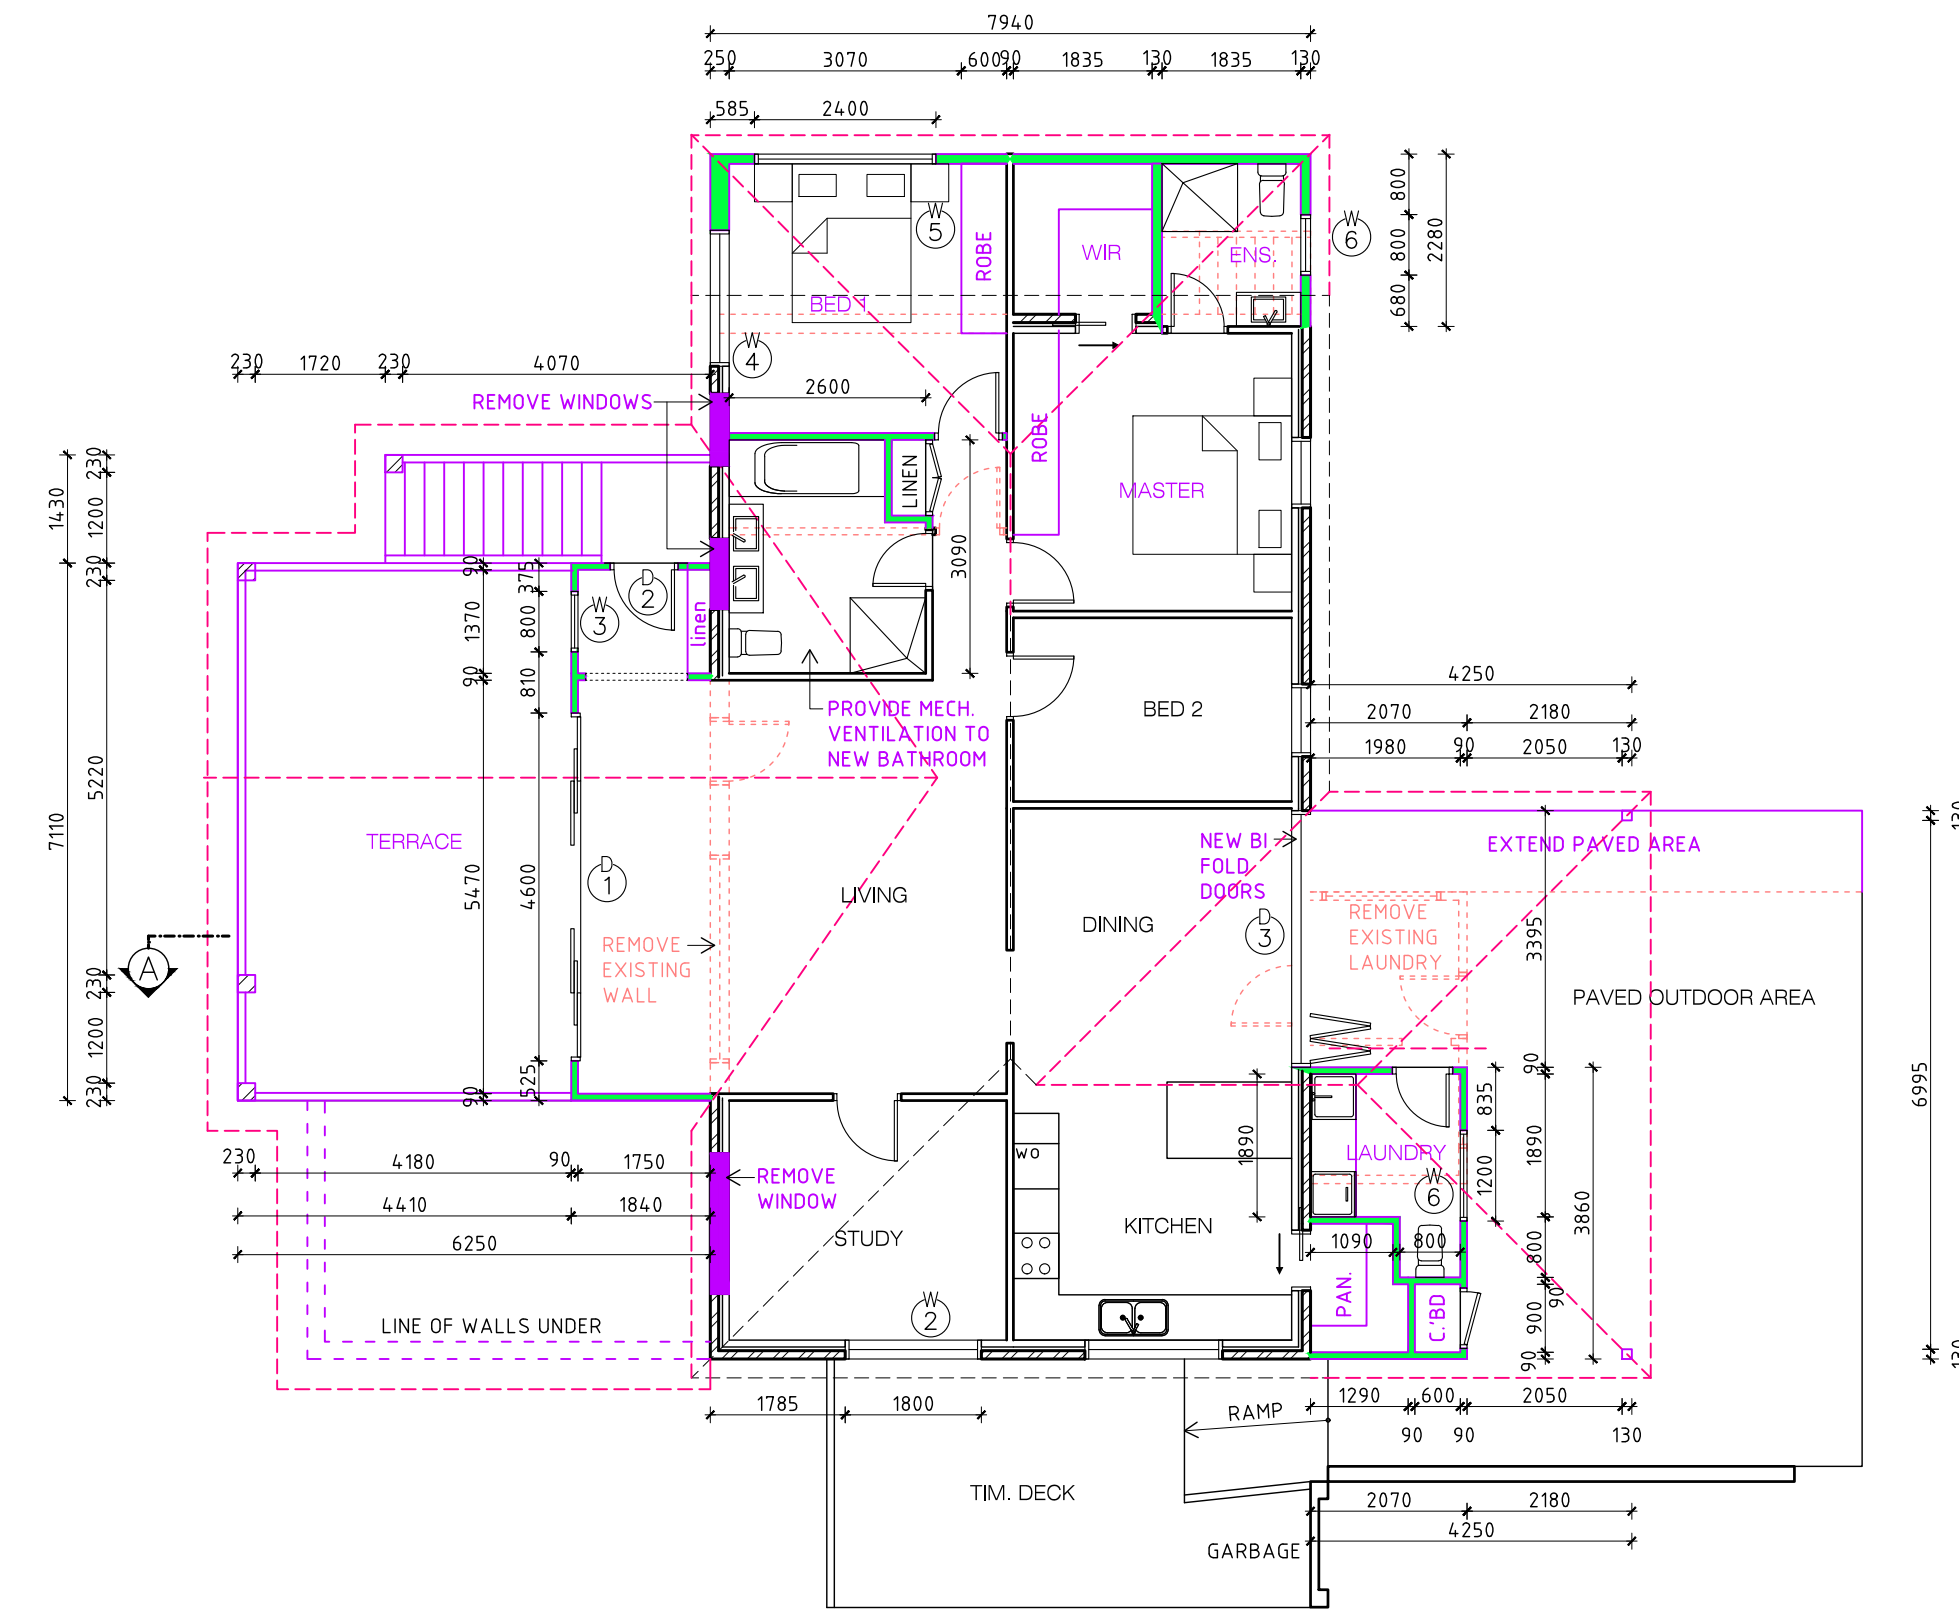 7940
250 3070 600 90 1835 130 1835 130
585 2400
800
800
680
2280
W
5
W
6
ROBE
WIR
ENS.
BED 1
W
4
230 1720 230 4070
REMOVE WINDOWS
2600
ROBE
LINEN
MASTER
3090
1430
7110
230
1200
230
5220
230
1200
230
90
1370
90
5470
90
375
800
810
4600
525
D
2
W
3
linen
PROVIDE MECH.
VENTILATION TO
NEW BATHROOM
BED 2
4250
2070 2180
1980 90 2050 130
TERRACE
D
1
LIVING
NEW BI
FOLD
DOORS
DINING
D
3
EXTEND PAVED AREA
REMOVE
EXISTING
LAUNDRY
REMOVE
EXISTING
WALL
A
PAVED OUTDOOR AREA
3395
90
1890
800
90
900
90
3860
835
1200
130
6995
130
230 4180 90 1750
4410 1840
6250
REMOVE
WINDOW
STUDY
W
2
WO
1890
KITCHEN
LAUNDRY
W
6
1090 800
PAN.
C.'BD
LINE OF WALLS UNDER
1785 1800
RAMP
1290 600 2050
90 90 130
TIM. DECK
2070 2180
4250
GARBAGE